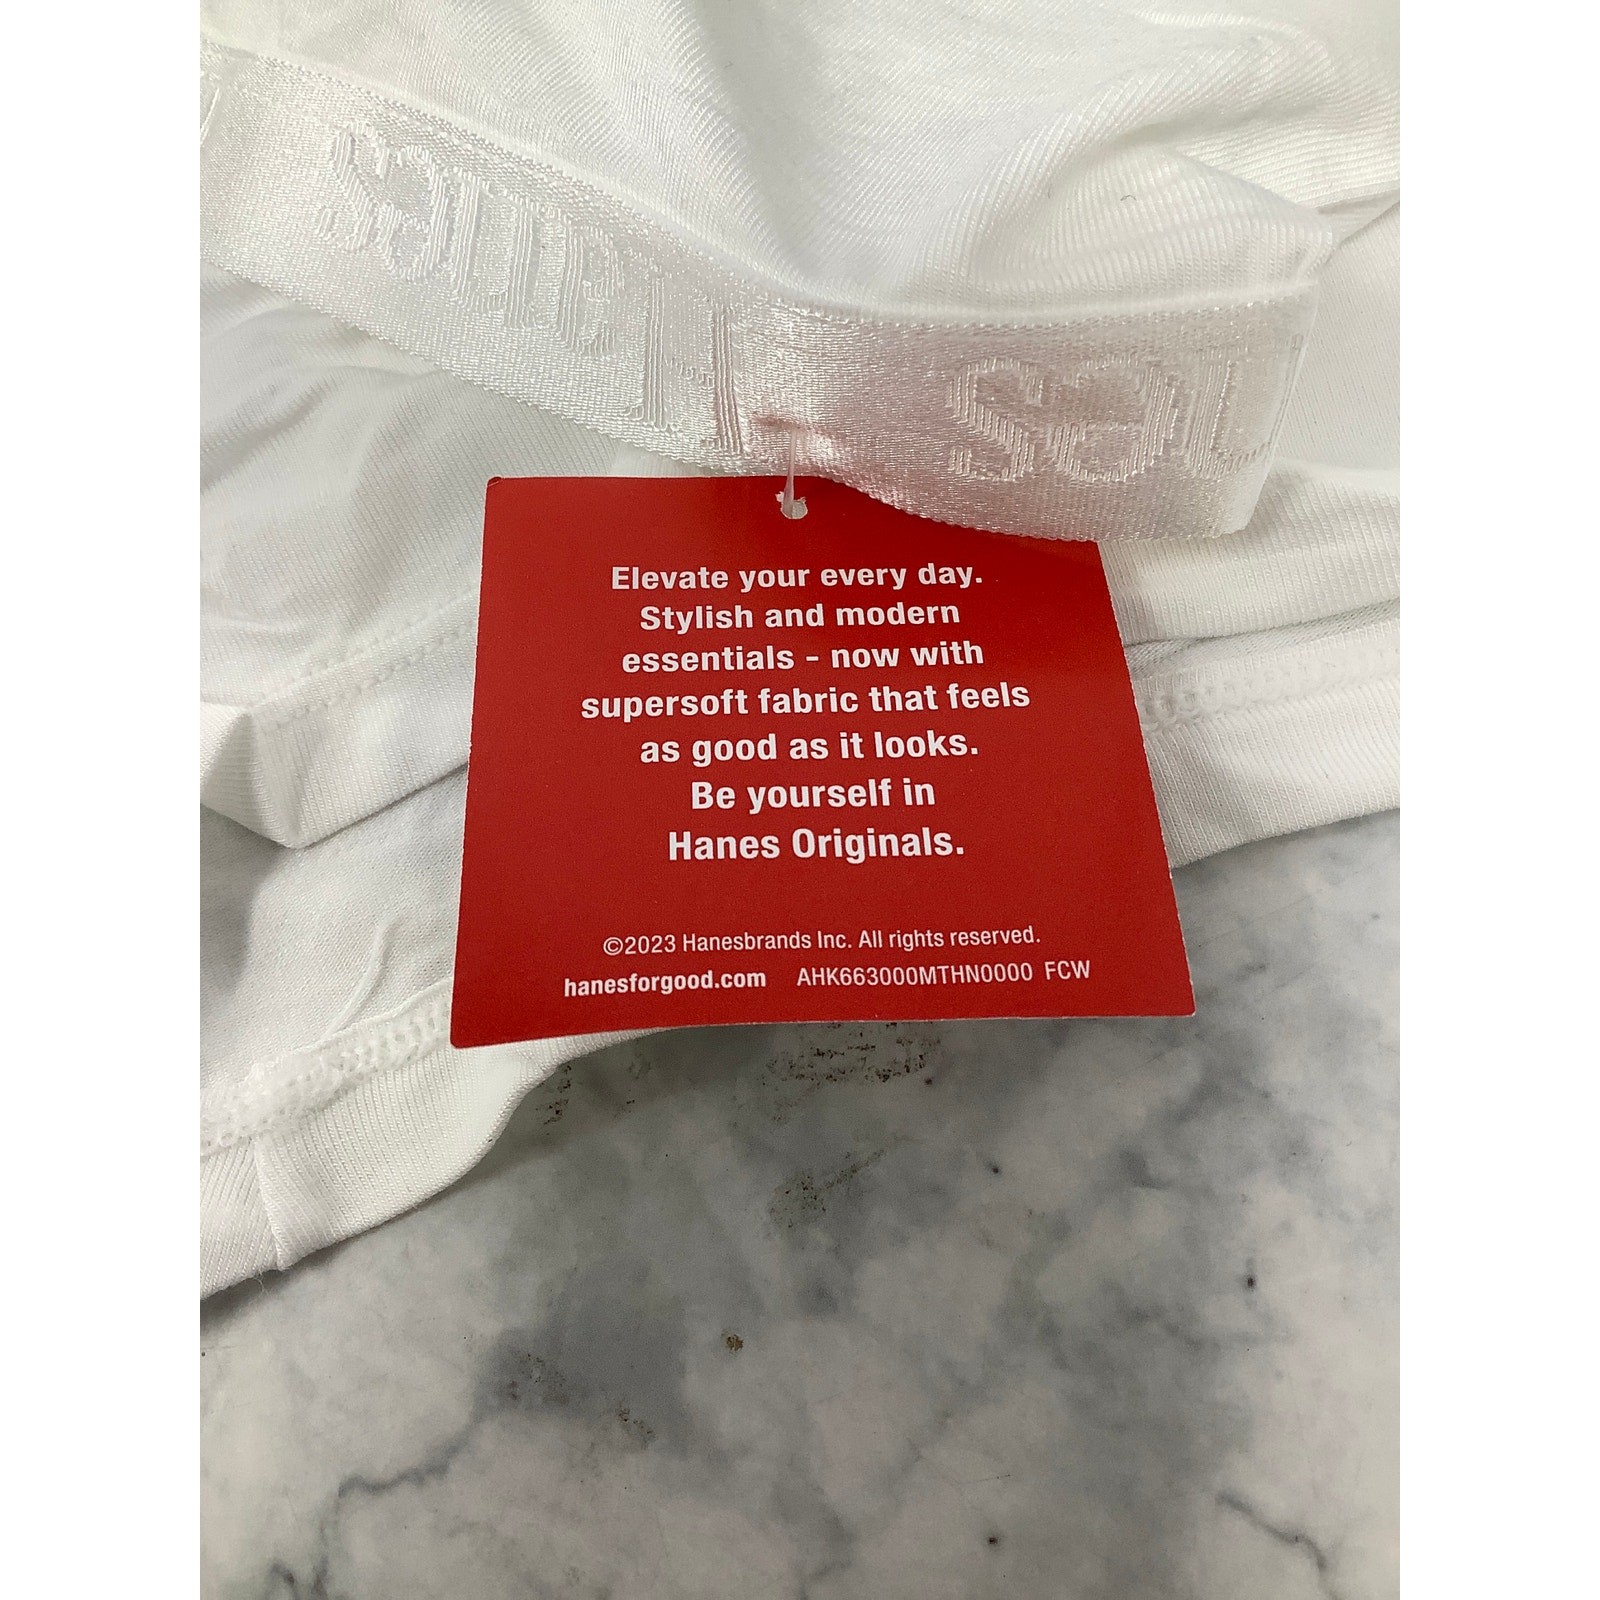 Elevate your every day.
Stylish and modern
essentials - now with
supersoft fabric that feels
as good as it looks.
Be yourself in
Hanes Originals.
©2023 Hanesbrands Inc. All rights reserved.
hanesforgood.com AHK663000MTHN0000 FCW